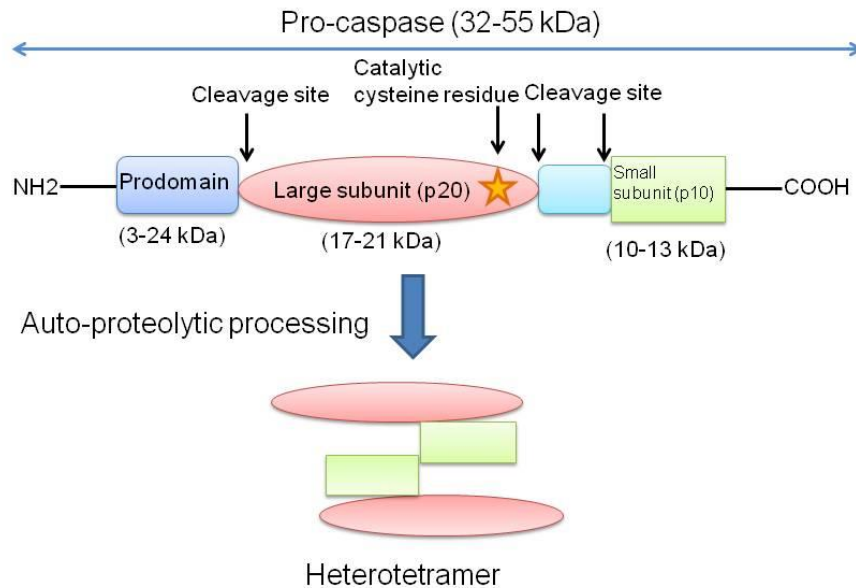 Pro-caspase (32-55 kDa)
Catalytic
Cleavage site
cysteine residue
Cleavage site
NH2
Prodomain
Large subunit (p20)
Small
subunit (p10)
COOH
(3-24 kDa)
(17-21 kDa)
(10-13 kDa)
Auto-proteolytic processing
Heterotetramer